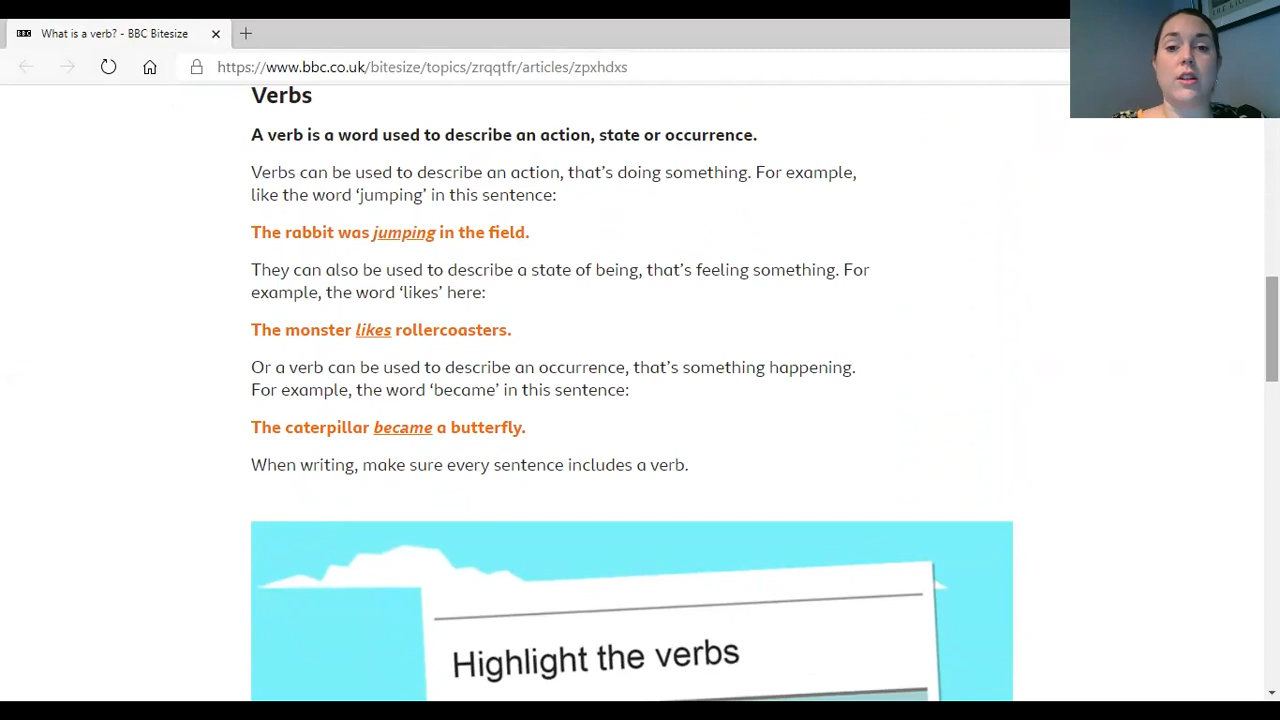 BBC What is a verb? - BBC Bitesize
https://www.bbc.co.uk/bitesize/topics/zrqqtfr/articles/zpxhdxs
Verbs
A verb is a word used to describe an action, state or occurrence.
Verbs can be used to describe an action, that’s doing something. For example,
like the word ‘jumping’ in this sentence:
The rabbit was jumping in the field.
They can also be used to describe a state of being, that’s feeling something. For
example, the word ‘likes’ here:
The monster likes rollercoasters.
Or a verb can be used to describe an occurrence, that’s something happening.
For example, the word ‘became’ in this sentence:
The caterpillar became a butterfly.
When writing, make sure every sentence includes a verb.
Highlight the verbs